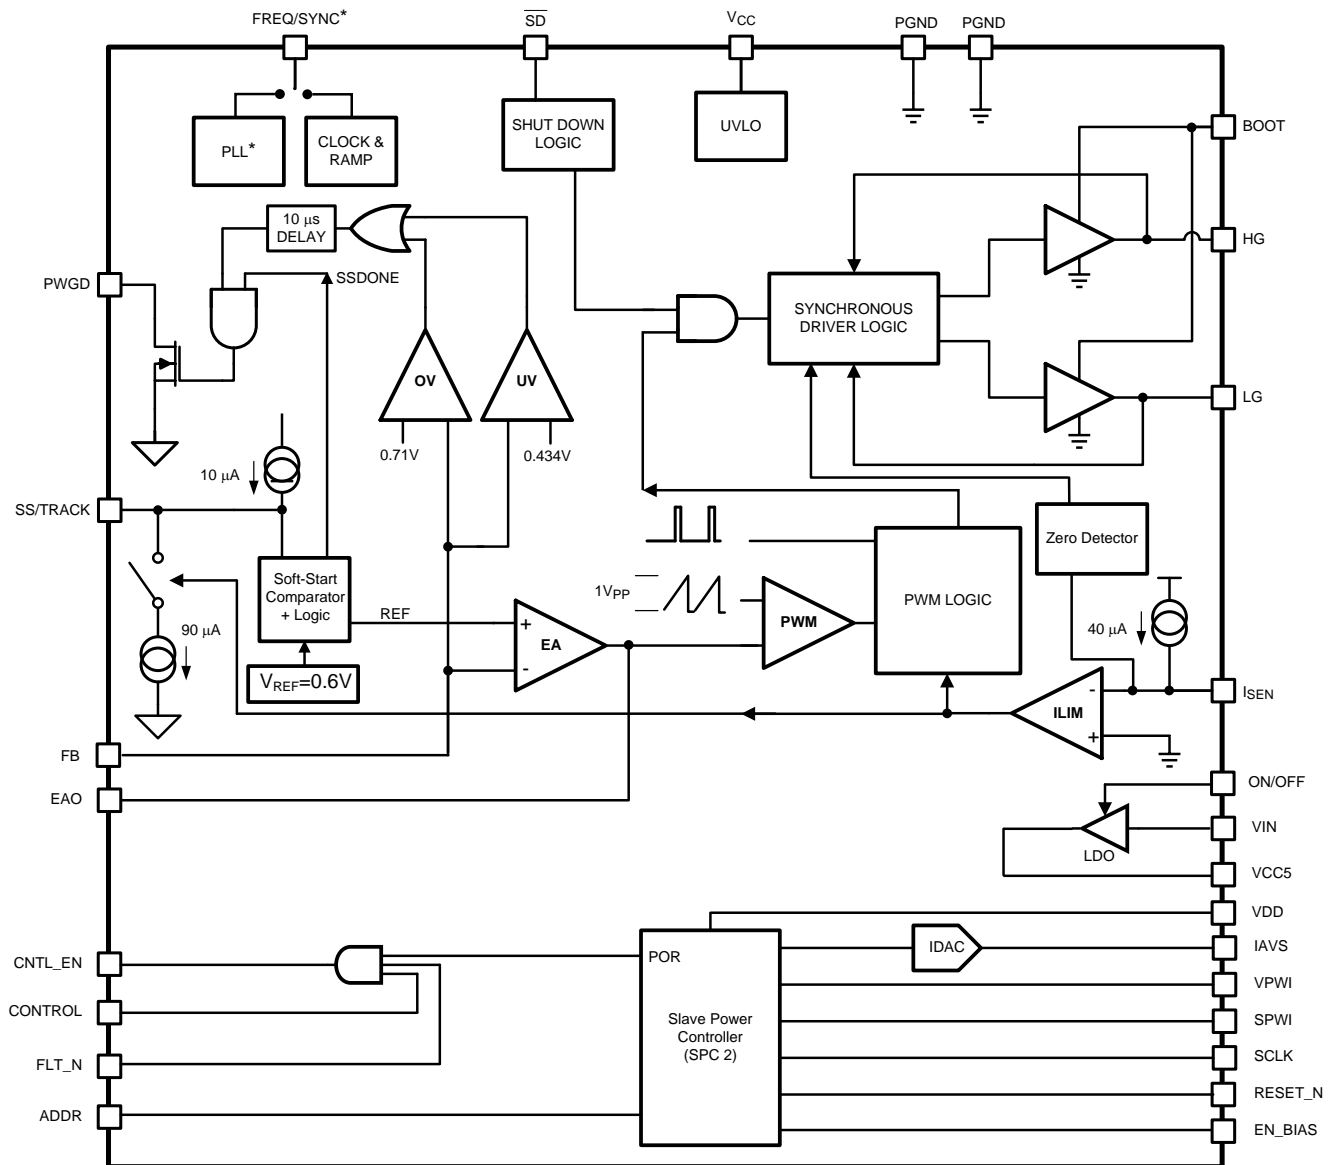 FREQ/SYNC*
SD
VCC
PGND
PGND
PLL*
CLOCK &
RAMP
SHUT DOWN
LOGIC
UVLO
BOOT
10 μs
DELAY
HG
PWGD
SSDONE
SYNCHRONOUS
DRIVER LOGIC
OV
UV
LG
0.71V
0.434V
10 μA
SS/TRACK
Zero Detector
Soft-Start
Comparator
+ Logic
1VPP
PWM LOGIC
REF
+
EA
-
PWM
90 μA
40 μA
VREF=0.6V
-
ILIM
+
ISEN
FB
EAO
ON/OFF
VIN
LDO
VCC5
VDD
POR
IDAC
IAVS
CNTL_EN
VPWI
CONTROL
Slave Power
Controller
(SPC 2)
SPWI
FLT_N
SCLK
RESET_N
ADDR
EN_BIAS